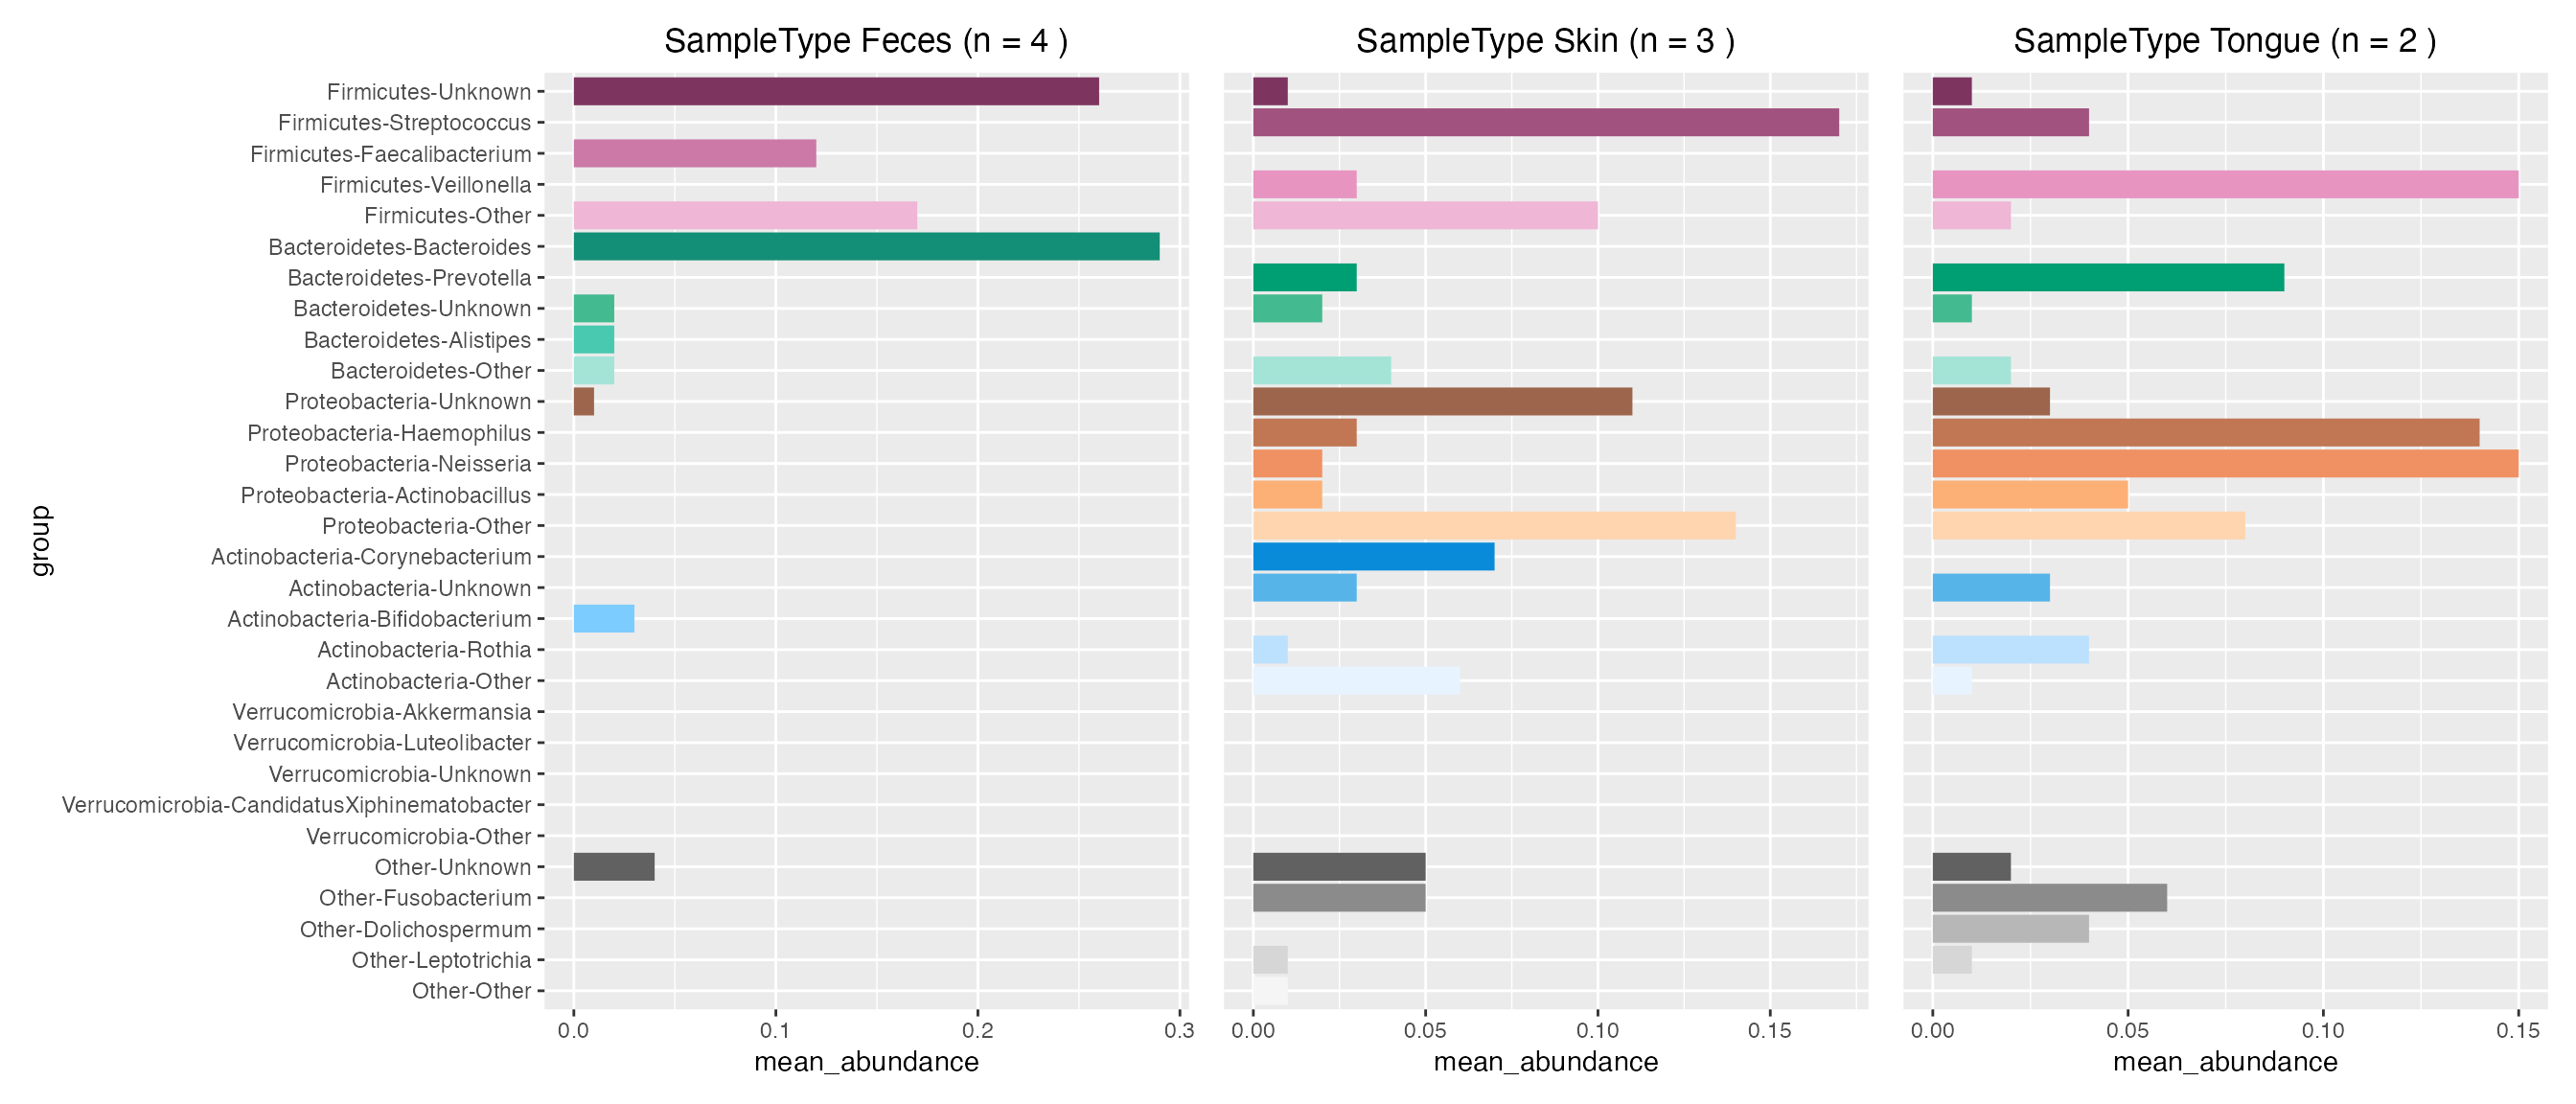 SampleType Feces (n = 4 )
SampleType Skin (n = 3 )
SampleType Tongue (n = 2 )
group
Firmicutes-Unknown
Firmicutes-Streptococcus
Firmicutes-Faecalibacterium
Firmicutes-Veillonella
Firmicutes-Other
Bacteroidetes-Bacteroides
Bacteroidetes-Prevotella
Bacteroidetes-Unknown
Bacteroidetes-Alistipes
Bacteroidetes-Other
Proteobacteria-Unknown
Proteobacteria-Haemophilus
Proteobacteria-Neisseria
Proteobacteria-Actinobacillus
Proteobacteria-Other
Actinobacteria-Corynebacterium
Actinobacteria-Unknown
Actinobacteria-Bifidobacterium
Actinobacteria-Rothia
Actinobacteria-Other
Verrucomicrobia-Akkermansia
Verrucomicrobia-Luteolibacter
Verrucomicrobia-Unknown
Verrucomicrobia-CandidatusXiphinematobacter
Verrucomicrobia-Other
Other-Unknown
Other-Fusobacterium
Other-Dolichospermum
Other-Leptotrichia
Other-Other
0.0 0.1 0.2 0.3
0.00 0.05 0.10 0.15
0.00 0.05 0.10 0.15
mean_abundance
mean_abundance
mean_abundance